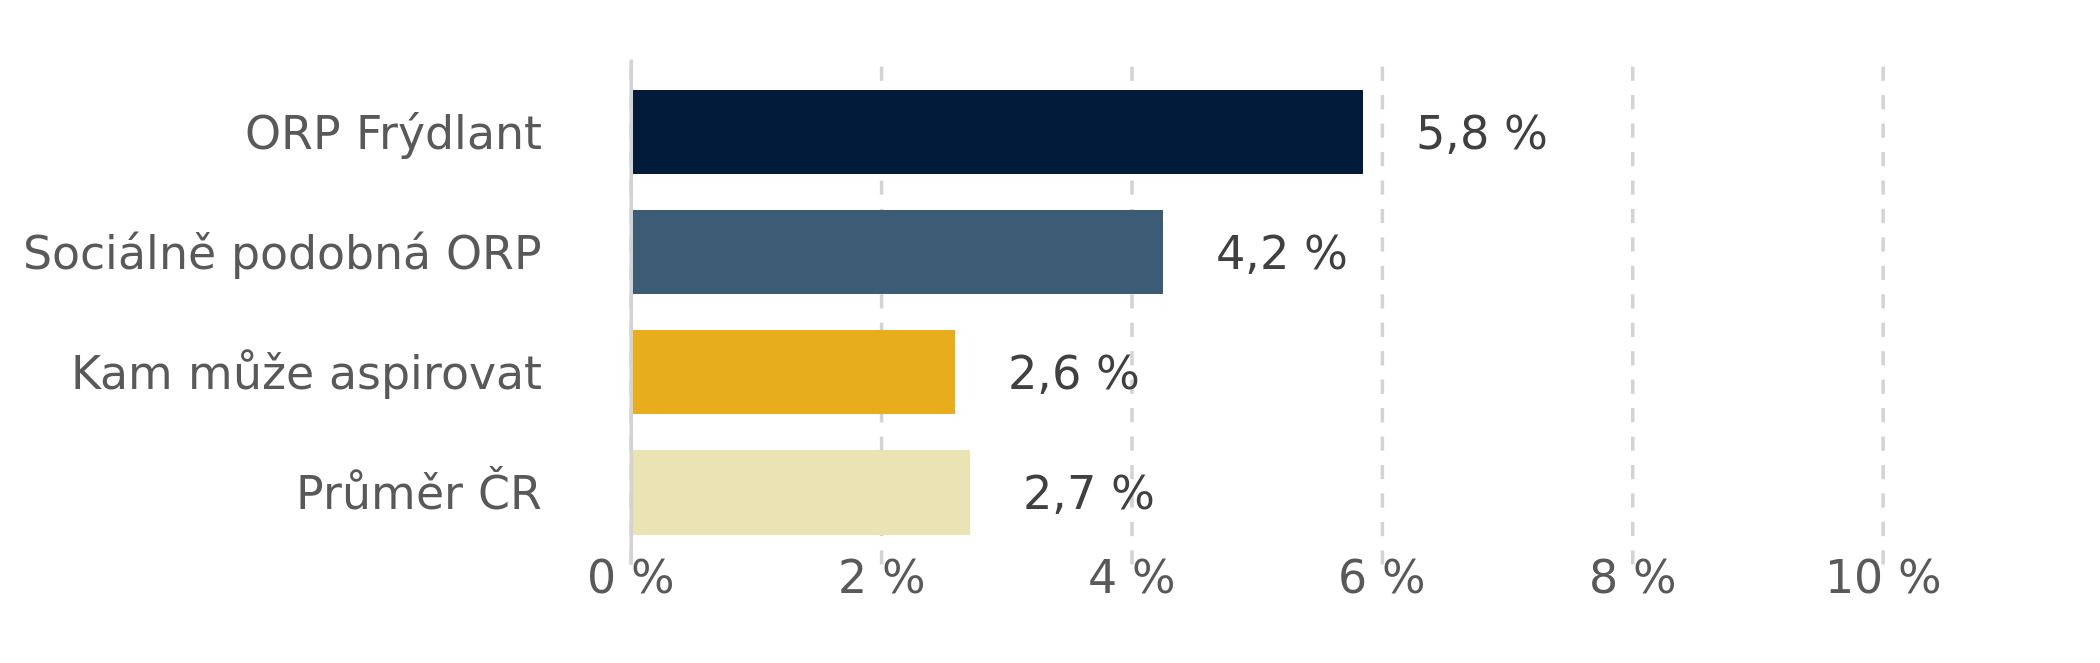 ORP Frýdlant 5,8 %
Sociálně podobná ORP 4,2 %
Kam může aspirovat 2,6 %
Průměr ČR 2,7 %
0 % 2 % 4 % 6 % 8 % 10 %